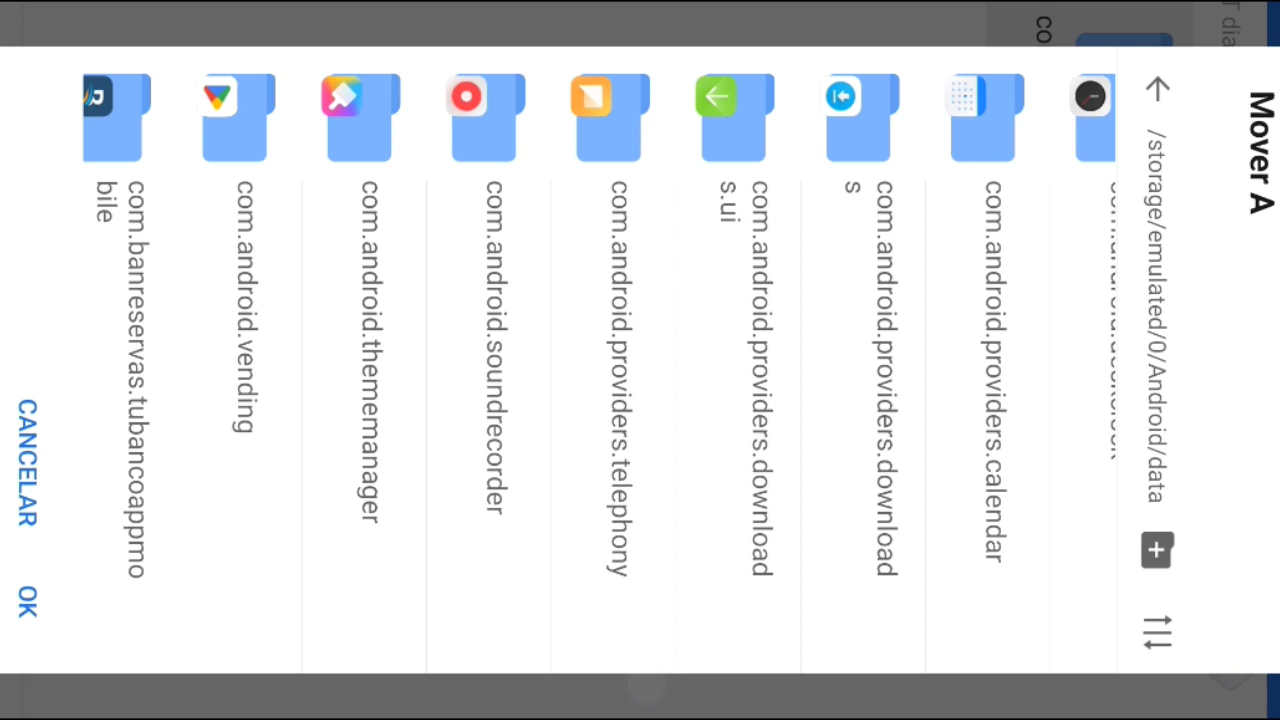 Mover A
/storage/emulated/0/Android/data
com.android.providers.calendar
com.android.providers.download
s
com.android.providers.download
s.ui
com.android.providers.telephony
com.android.soundrecorder
com.android.thememanager
com.android.vending
com.banreservas.tubancoappmo
bile
CANCELAR OK